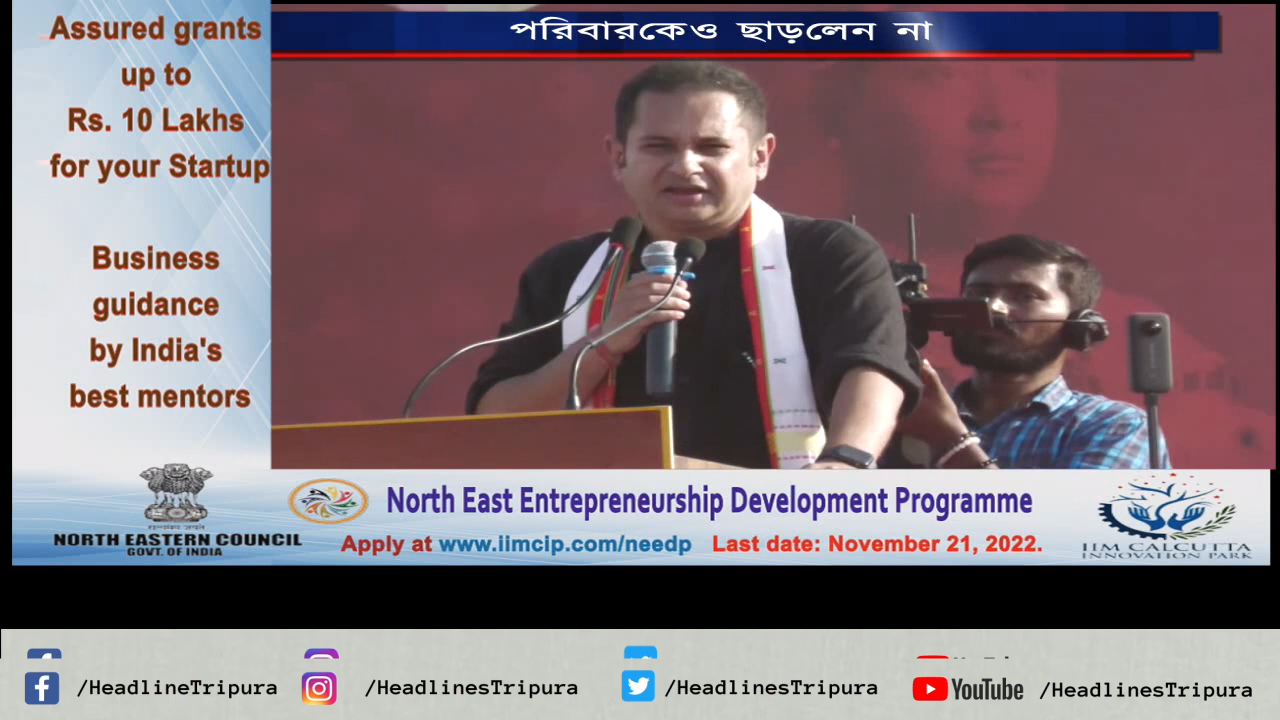 পরিবারকেও ছাড়লেন না
Assured grants
up to
Rs. 10 Lakhs
for your Startup
Business
guidance
by India's
best mentors
NORTH EASTERN COUNCIL
GOVT. OF INDIA
North East Entrepreneurship Development Programme
Apply at www.iimcip.com/needp Last date: November 21, 2022.
IIM CALCUTTA
INNOVATION PARK
/HeadlineTripura
/HeadlinesTripura
/HeadlinesTripura
YouTube /HeadlinesTripura